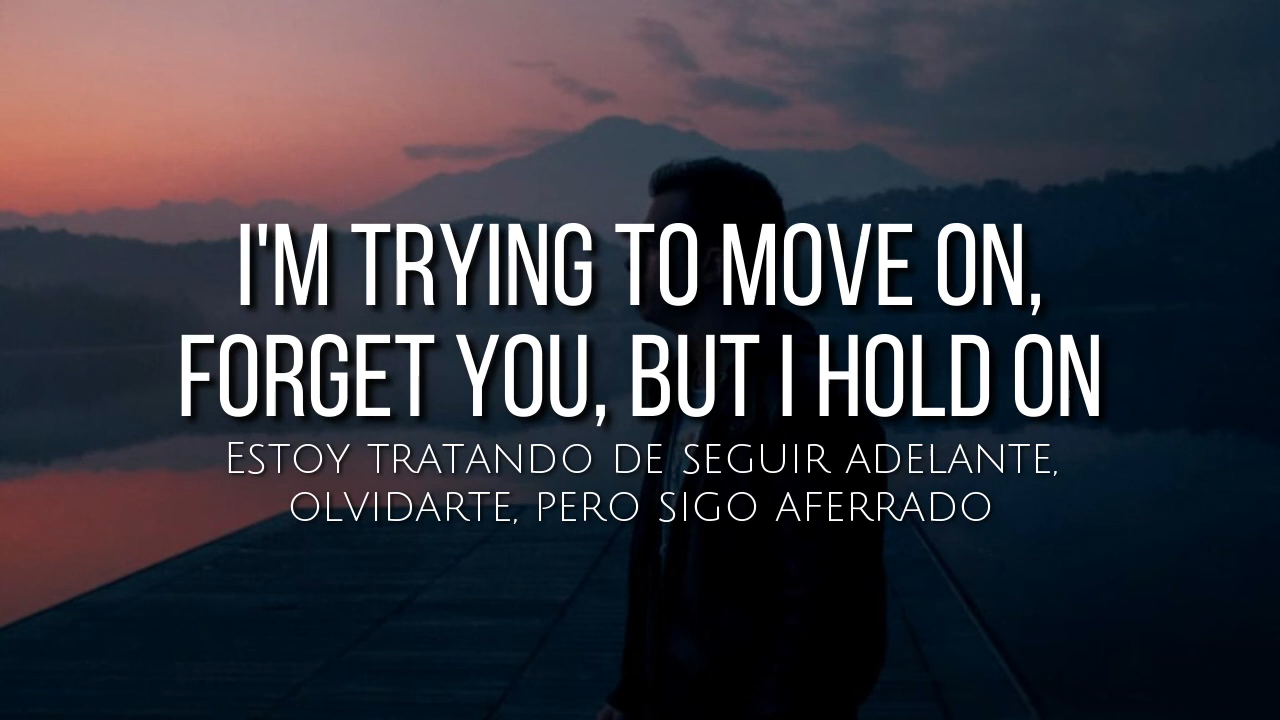 I'M TRYING TO MOVE ON,
FORGET YOU, BUT I HOLD ON
ESTOY TRATANDO DE SEGUIR ADELANTE,
OLVIDARTE, PERO SIGO AFERRADO